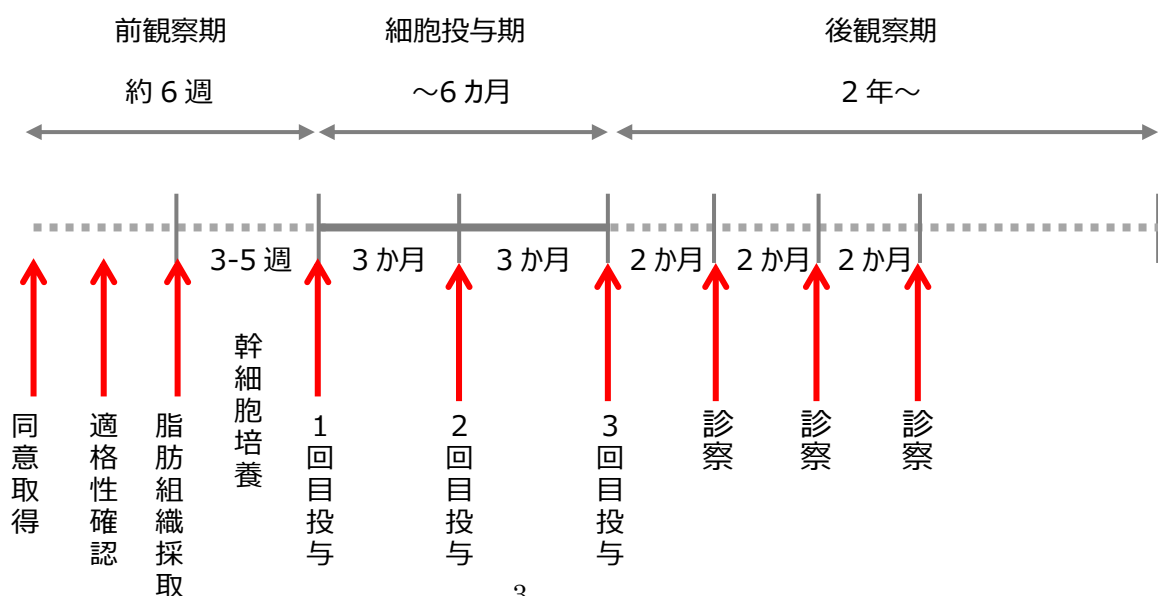 前観察期
細胞投与期
後観察期
約6週
～6カ月
2年～
3-5週
3か月
3か月
2か月
2か月
2か月
同意取得
適格性確認
脂肪組織採取
幹細胞培養
1回目投与
2回目投与
3回目投与
診察
診察
診察
3